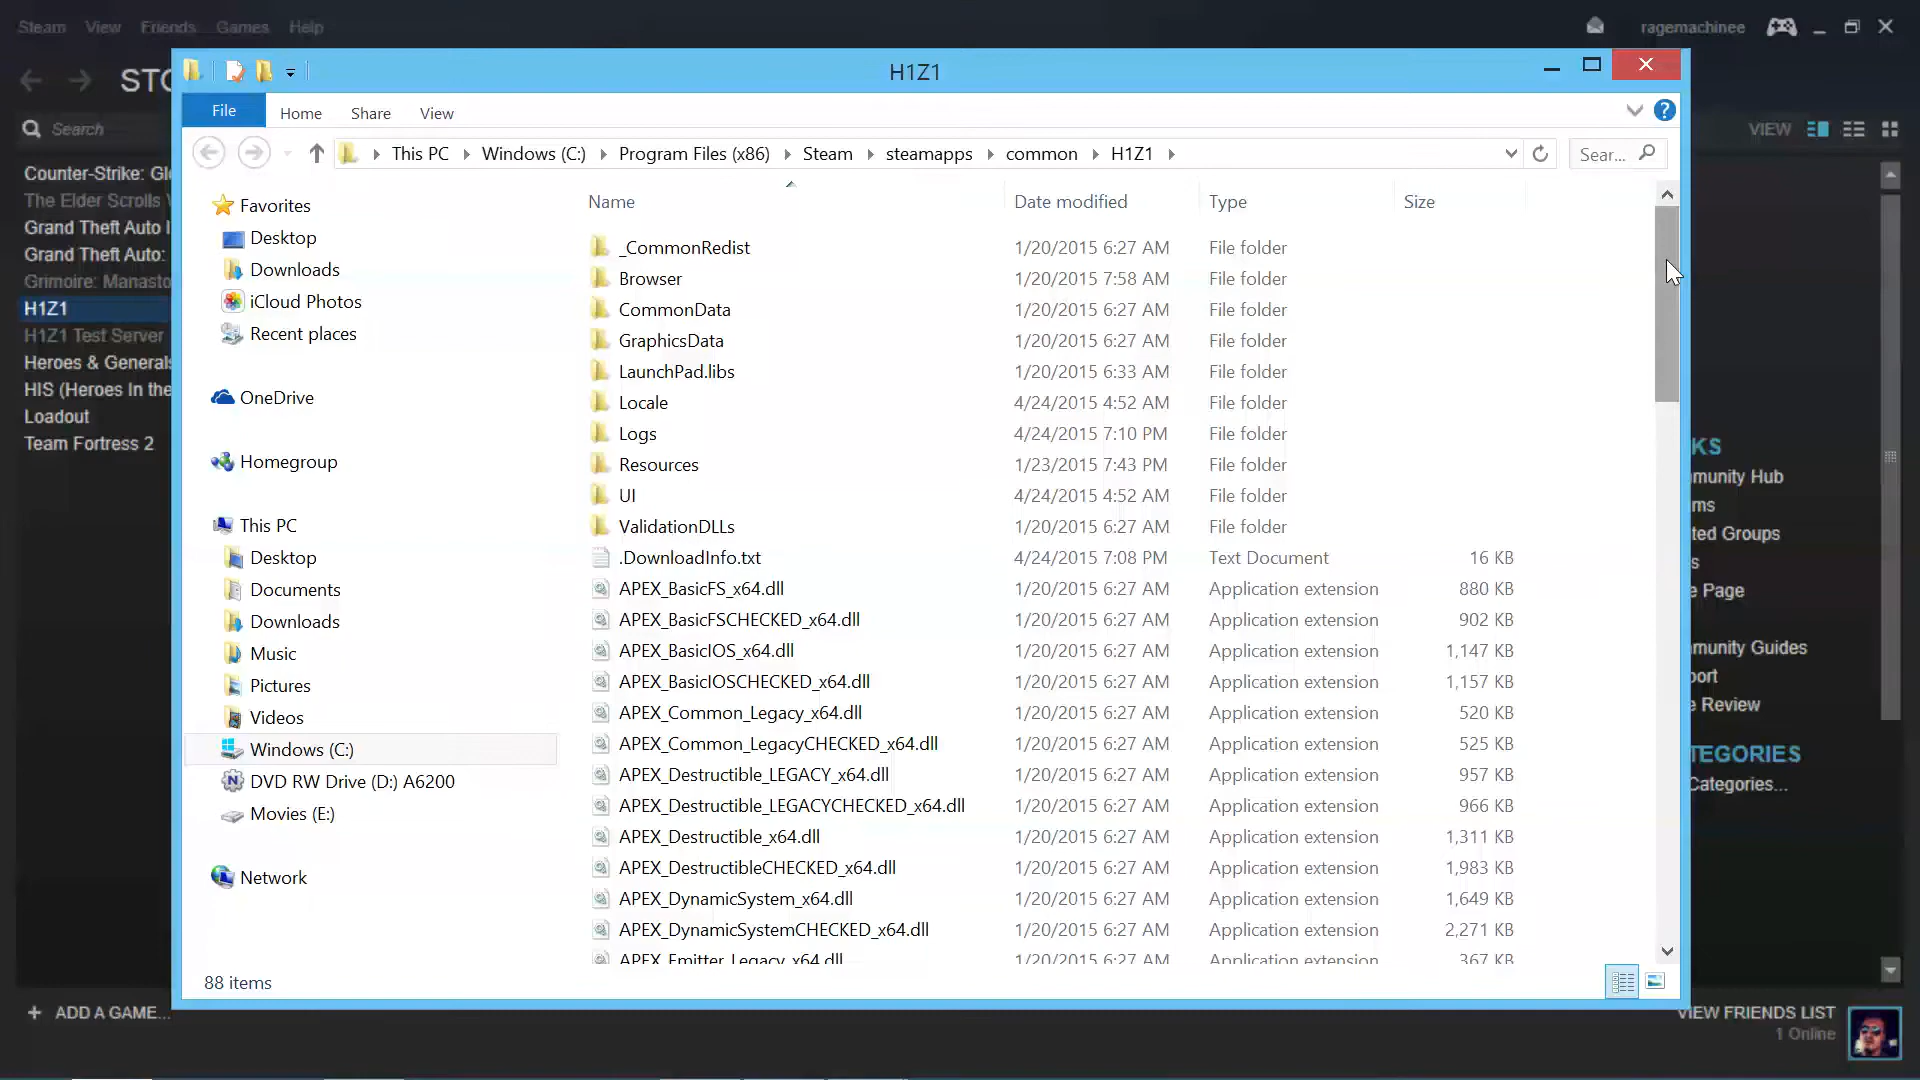 Steam View Friends Games Help ragemachinee
H1Z1
STO
File Home Share View
This PC Windows (C:) Program Files (x86) Steam steamapps common H1Z1 Sear...
Search
VIEW
Counter-Strike: Gl
The Elder Scrolls
Grand Theft Auto I
Grand Theft Auto:
Grimoire: Manasto
H1Z1
H1Z1 Test Server
Heroes & Generals
HIS (Heroes In the
Loadout
Team Fortress 2
Favorites
Desktop
Downloads
iCloud Photos
Recent places
OneDrive
Homegroup
This PC
Desktop
Documents
Downloads
Music
Pictures
Videos
Windows (C:)
DVD RW Drive (D:) A6200
Movies (E:)
Network
Name Date modified Type Size
_CommonRedist 1/20/2015 6:27 AM File folder
Browser 1/20/2015 7:58 AM File folder
CommonData 1/20/2015 6:27 AM File folder
GraphicsData 1/20/2015 6:27 AM File folder
LaunchPad.libs 1/20/2015 6:33 AM File folder
Locale 4/24/2015 4:52 AM File folder
Logs 4/24/2015 7:10 PM File folder
Resources 1/23/2015 7:43 PM File folder
UI 4/24/2015 4:52 AM File folder
ValidationDLLs 1/20/2015 6:27 AM File folder
.DownloadInfo.txt 4/24/2015 7:08 PM Text Document 16 KB
APEX_BasicFS_x64.dll 1/20/2015 6:27 AM Application extension 880 KB
APEX_BasicFSCHECKED_x64.dll 1/20/2015 6:27 AM Application extension 902 KB
APEX_BasicIOS_x64.dll 1/20/2015 6:27 AM Application extension 1,147 KB
APEX_BasicIOSCHECKED_x64.dll 1/20/2015 6:27 AM Application extension 1,157 KB
APEX_Common_Legacy_x64.dll 1/20/2015 6:27 AM Application extension 520 KB
APEX_Common_LegacyCHECKED_x64.dll 1/20/2015 6:27 AM Application extension 525 KB
APEX_Destructible_LEGACY_x64.dll 1/20/2015 6:27 AM Application extension 957 KB
APEX_Destructible_LEGACYCHECKED_x64.dll 1/20/2015 6:27 AM Application extension 966 KB
APEX_Destructible_x64.dll 1/20/2015 6:27 AM Application extension 1,311 KB
APEX_DestructibleCHECKED_x64.dll 1/20/2015 6:27 AM Application extension 1,983 KB
APEX_DynamicSystem_x64.dll 1/20/2015 6:27 AM Application extension 1,649 KB
APEX_DynamicSystemCHECKED_x64.dll 1/20/2015 6:27 AM Application extension 2,271 KB
APEX_Emitter_Legacy_x64.dll 1/20/2015 6:27 AM Application extension 367 KB
88 items
KS
munity Hub
ms
ted Groups
s
e Page
munity Guides
port
e Review
TEGORIES
Categories...
+ ADD A GAME...
VIEW FRIENDS LIST
1 Online